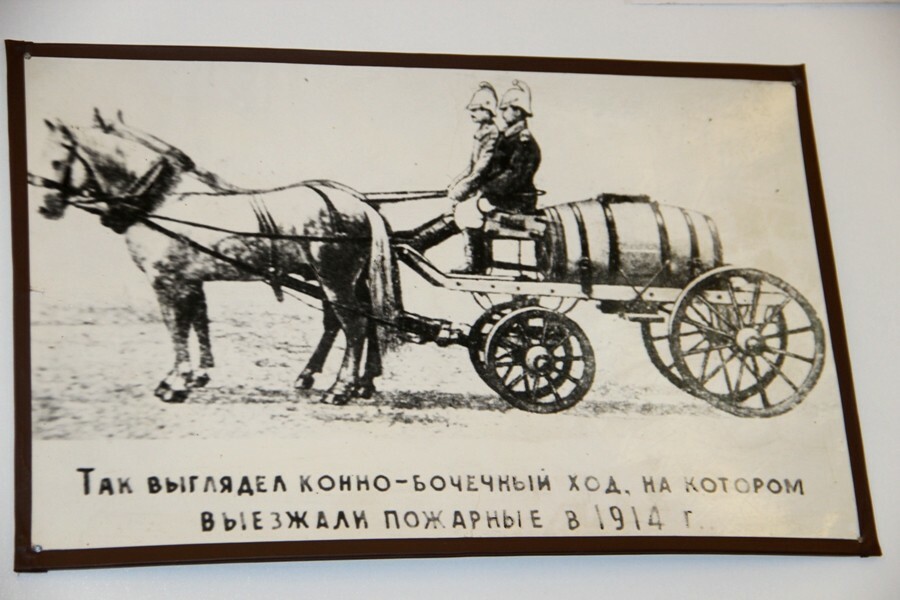 Так выглядел конно-бочечный ход, на котором
выезжали пожарные в 1914 г.